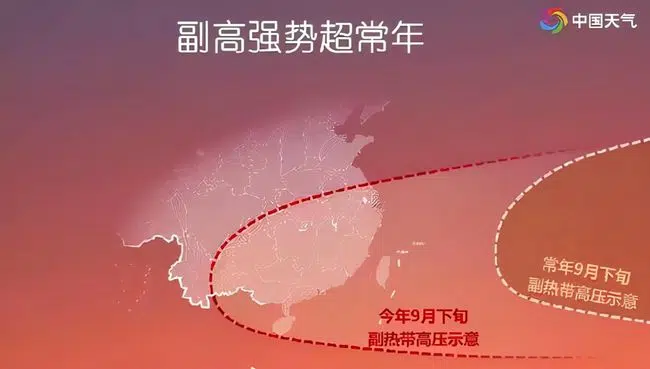 副高强势超常年
中国天气
常年9月下旬
副热带高压示意
今年9月下旬
副热带高压示意